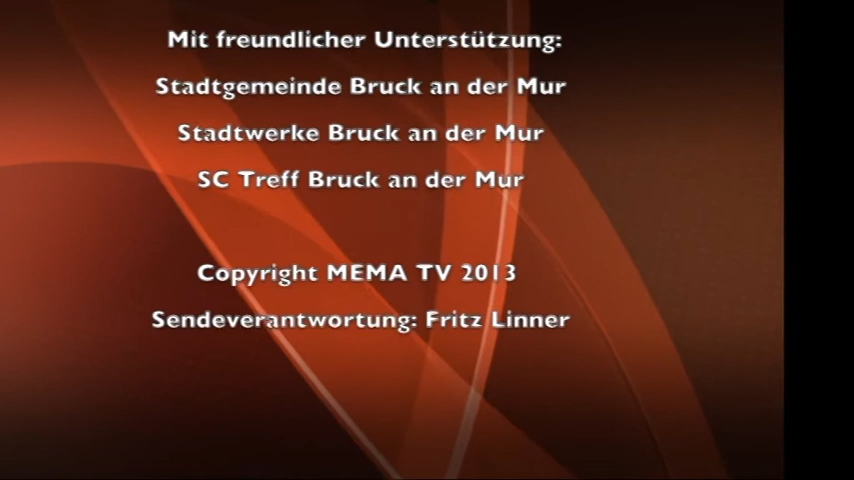 Mit freundlicher Unterstützung:
Stadtgemeinde Bruck an der Mur
Stadtwerke Bruck an der Mur
SC Treff Bruck an der Mur
Copyright MEMA TV 2013
Sendeverantwortung: Fritz Linner